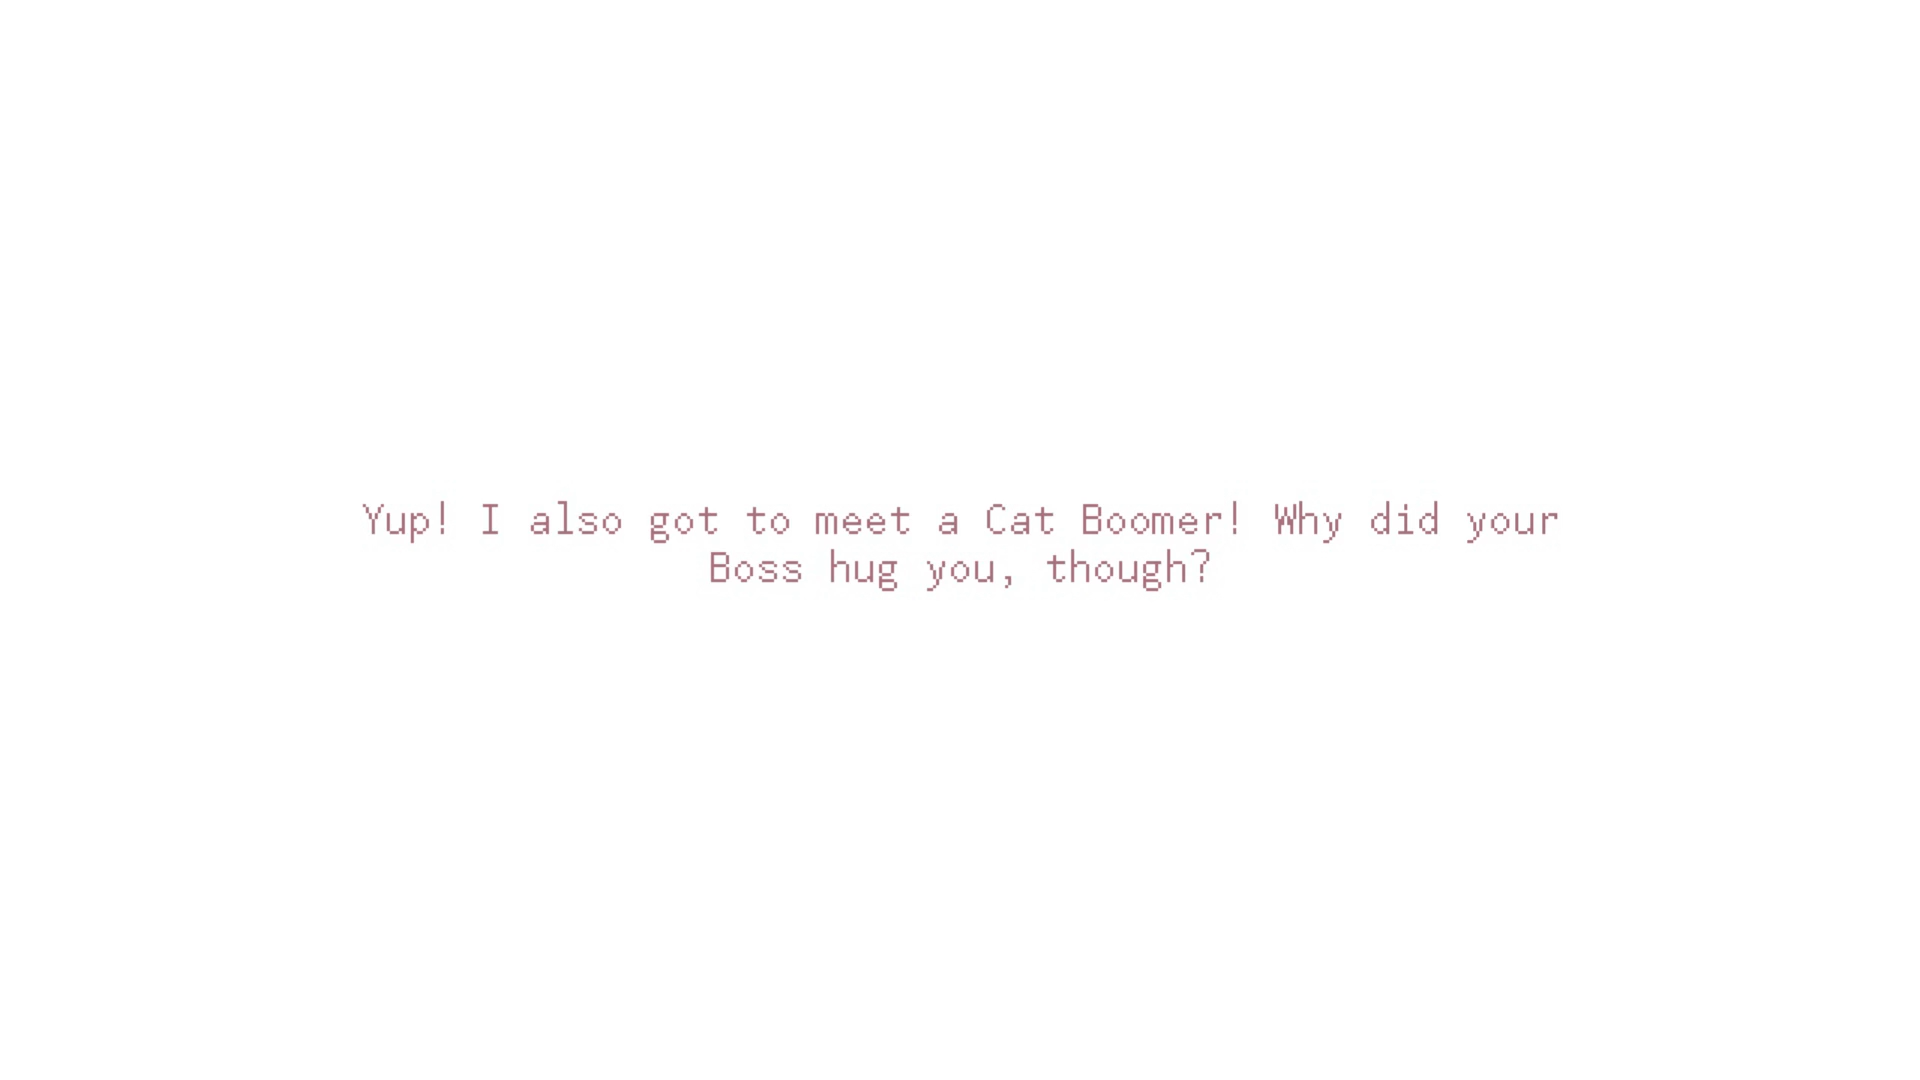 Yup! I also got to meet a Cat Boomer! Why did your
Boss hug you, though?